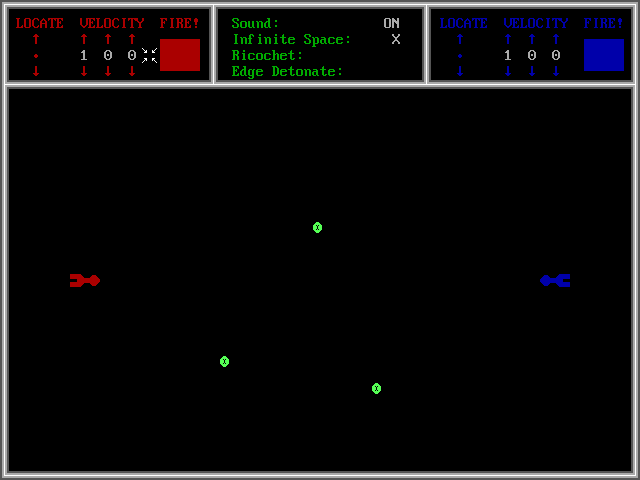 LOCATE VELOCITY FIRE!
↑ ↑ ↑
1 0 0
↓ ↓ ↓
Sound: ON
Infinite Space: X
Ricochet:
Edge Detonate:
LOCATE VELOCITY FIRE!
↑ ↑ ↑
1 0 0
↓ ↓ ↓